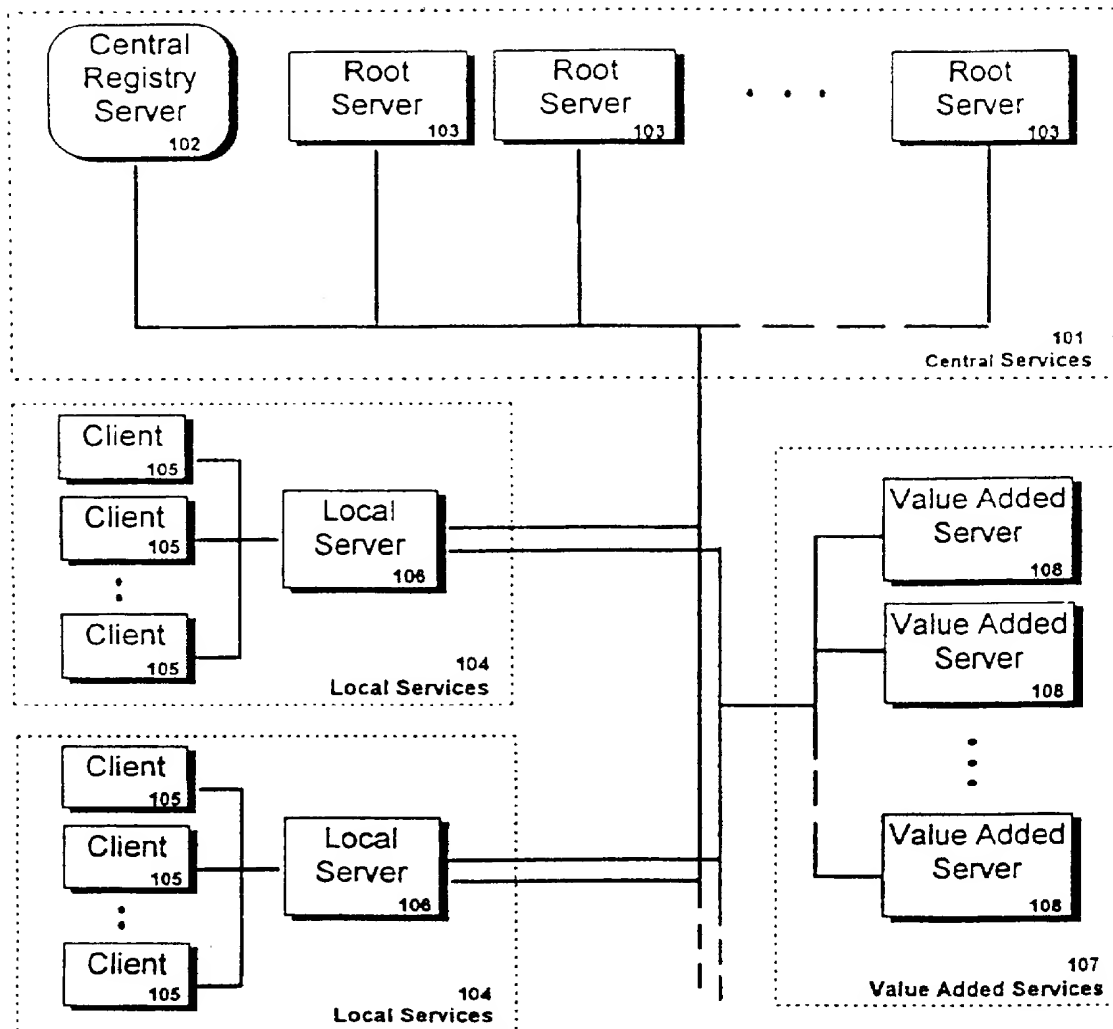 Central
Registry
Server
102
Root
Server
103
Root
Server
103
Root
Server
103
101
Central Services
Client
105
Client
105
Client
105
Local
Server
106
104
Local Services
Value Added
Server
108
Value Added
Server
108
Value Added
Server
108
107
Value Added Services
Client
105
Client
105
Client
105
Local
Server
106
104
Local Services